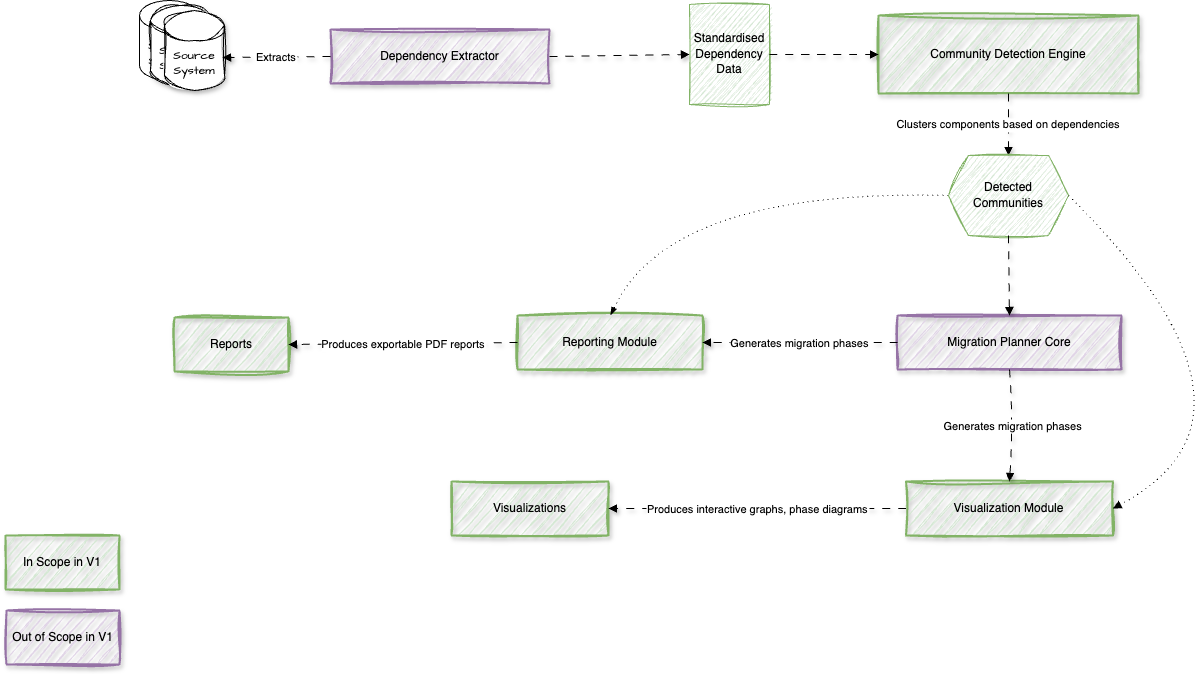 Source
System
Extracts
Dependency Extractor
Standardised
Dependency
Data
Community Detection Engine
Clusters components based on dependencies
Detected
Communities
Reports
Produces exportable PDF reports
Reporting Module
Generates migration phases
Migration Planner Core
Generates migration phases
Visualizations
Produces interactive graphs, phase diagrams
Visualization Module
In Scope in V1
Out of Scope in V1